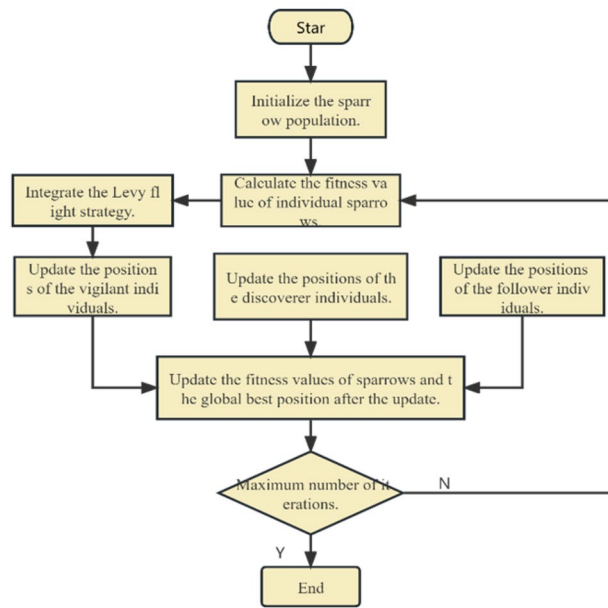 Star
Initialize the sparr
ow population.
Calculate the fitness va
lue of individual sparro
ws.
Integrate the Levy fl
ight strategy.
Update the position
s of the vigilant indi
viduals.
Update the positions of th
e discoverer individuals.
Update the positions
of the follower indiv
iduals.
Update the fitness values of sparrows and t
he global best position after the update.
Maximum number of it
erations.
N
Y
End